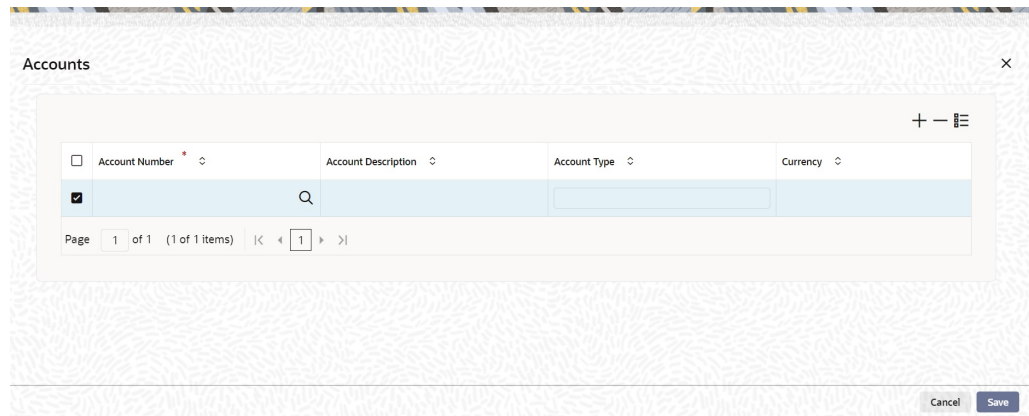 Accounts
Account Number * Account Description Account Type Currency
Page 1 of 1 (1 of 1 items) 1
Cancel Save